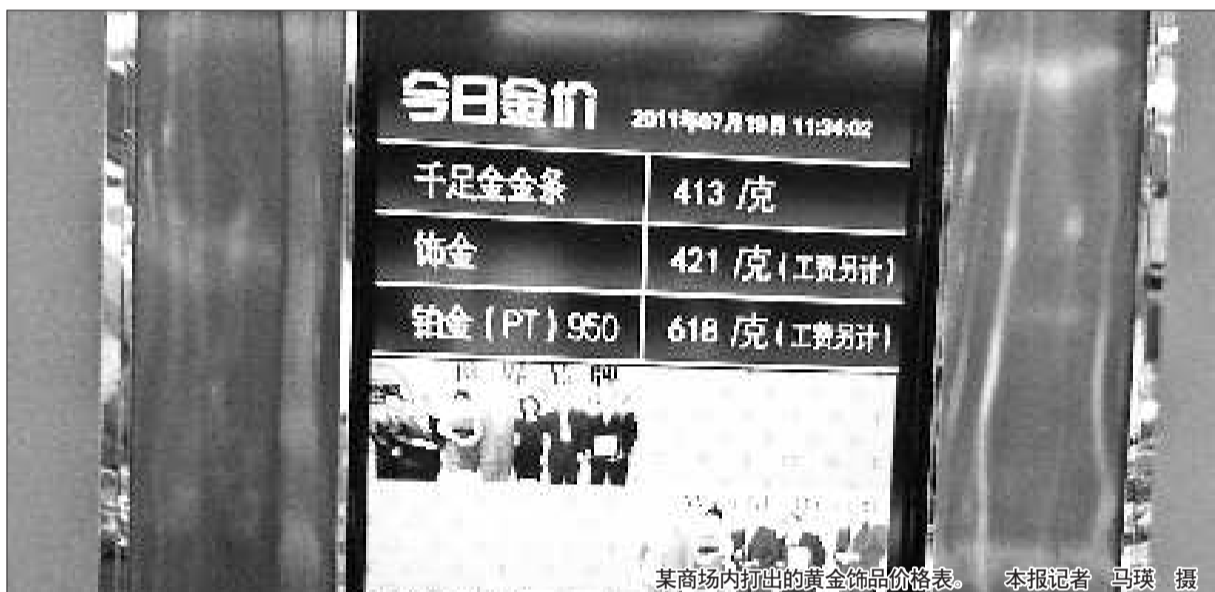 今日金价 2011年07月19日 11:34:02
千足金金条 413 /克
饰金 421 /克(工费另计)
铂金(PT)950 618 /克(工费另计)
某商场内打出的黄金饰品价格表。 本报记者 马瑛 摄